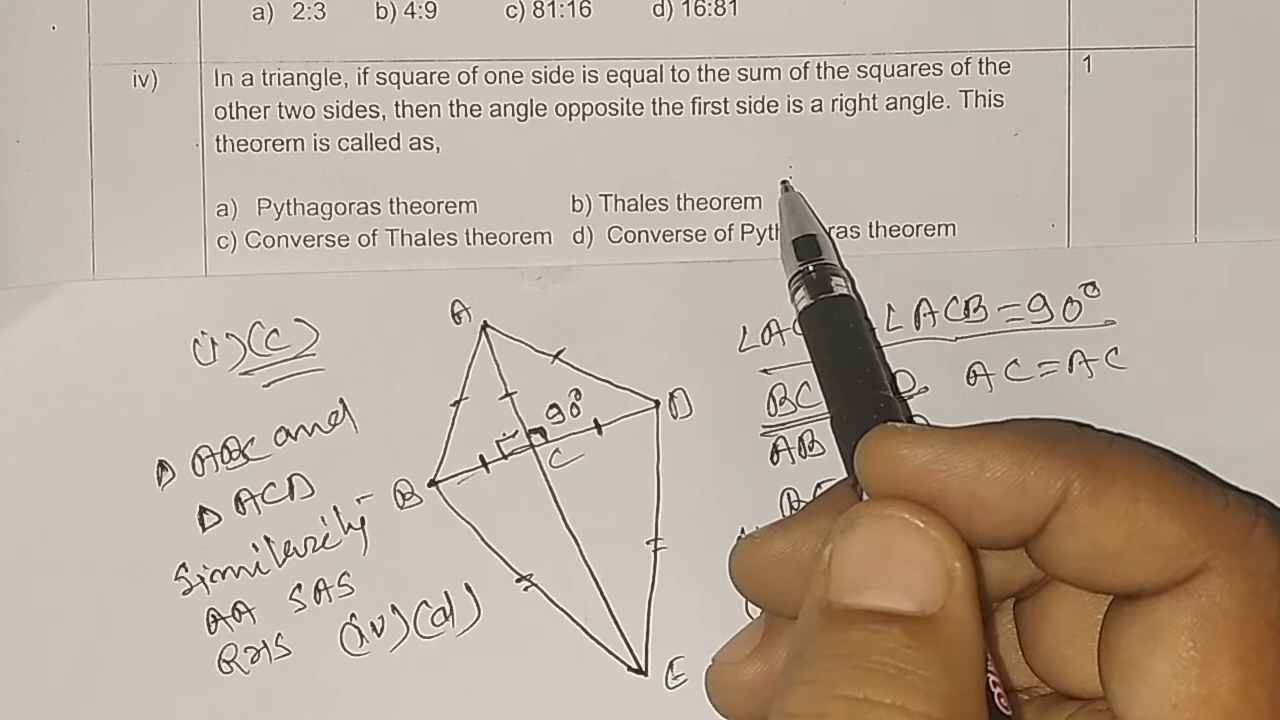 a) 2:3 b) 4:9 c) 81:16 d) 16:81
iv) In a triangle, if square of one side is equal to the sum of the squares of the 1
other two sides, then the angle opposite the first side is a right angle. This
theorem is called as,
a) Pythagoras theorem b) Thales theorem
c) Converse of Thales theorem d) Converse of Pyth ras theorem
(c)
A
90°
D
B
C
E
and
Δ ACD
Similarity -
AA SAS
RHS (iv) (d)
∠ACB = 90°
BC
AC = AC
AB